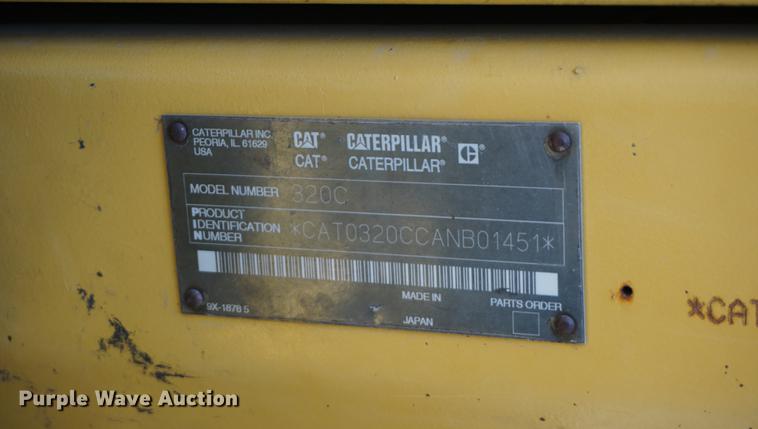 CATERPILLAR INC.
PEORIA, IL. 61629
USA
CAT® CATERPILLAR® C®
CAT® CATERPILLAR®
MODEL NUMBER 320C
PRODUCT
IDENTIFICATION
NUMBER
*CAT0320CCANB01451*
9X-1878 5
MADE IN
PARTS ORDER
JAPAN
*CAT
Purple Wave Auction